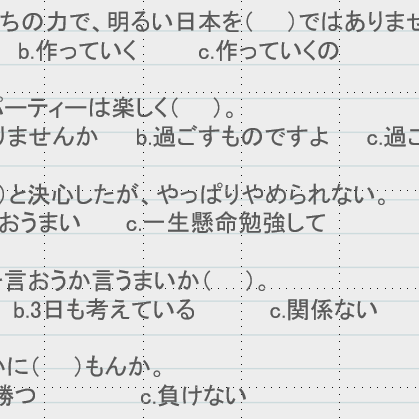 ちの力で、明るい日本を(　　)ではありませ
b.作っていく　　c.作っていくの
パーティーは楽しく(　　)。
りませんか　b.過ごすものですよ　c.過ご
)と決心したが、やっぱりやめられない。
おうまい　c.一生懸命勉強して
言おうか言うまいか(　　)。
b.3日も考えている　　c.関係ない
いに(　　)もんか。
勝つ　　c.負けない